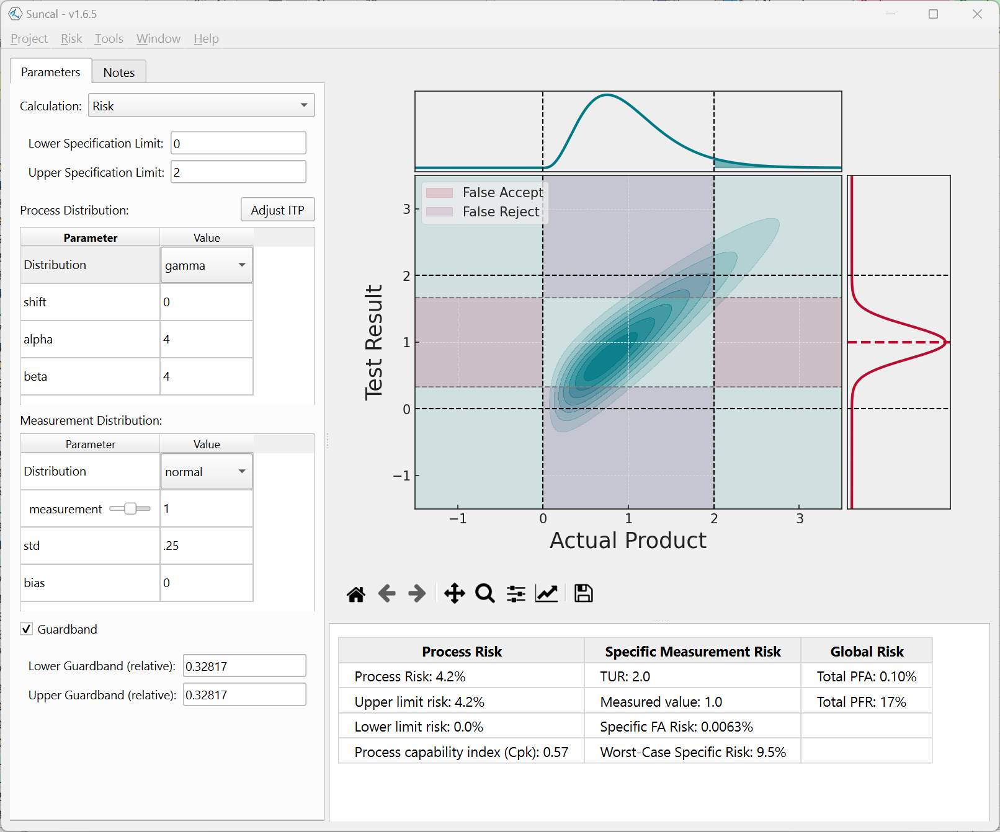 Suncal - v1.6.5
Project Risk Tools Window Help
Parameters Notes
Calculation: Risk
Lower Specification Limit: 0
Upper Specification Limit: 2
Process Distribution: Adjust ITP
Parameter Value
Distribution gamma
shift 0
alpha 4
beta 4
Measurement Distribution:
Parameter Value
Distribution normal
measurement 1
std .25
bias 0
Guardband
Lower Guardband (relative): 0.32817
Upper Guardband (relative): 0.32817
False Accept
False Reject
3
2
1
0
−1
Test Result
−1 0 1 2 3
Actual Product
Process Risk Specific Measurement Risk Global Risk
Process Risk: 4.2% TUR: 2.0 Total PFA: 0.10%
Upper limit risk: 4.2% Measured value: 1.0 Total PFR: 17%
Lower limit risk: 0.0% Specific FA Risk: 0.0063%
Process capability index (Cpk): 0.57 Worst-Case Specific Risk: 9.5%